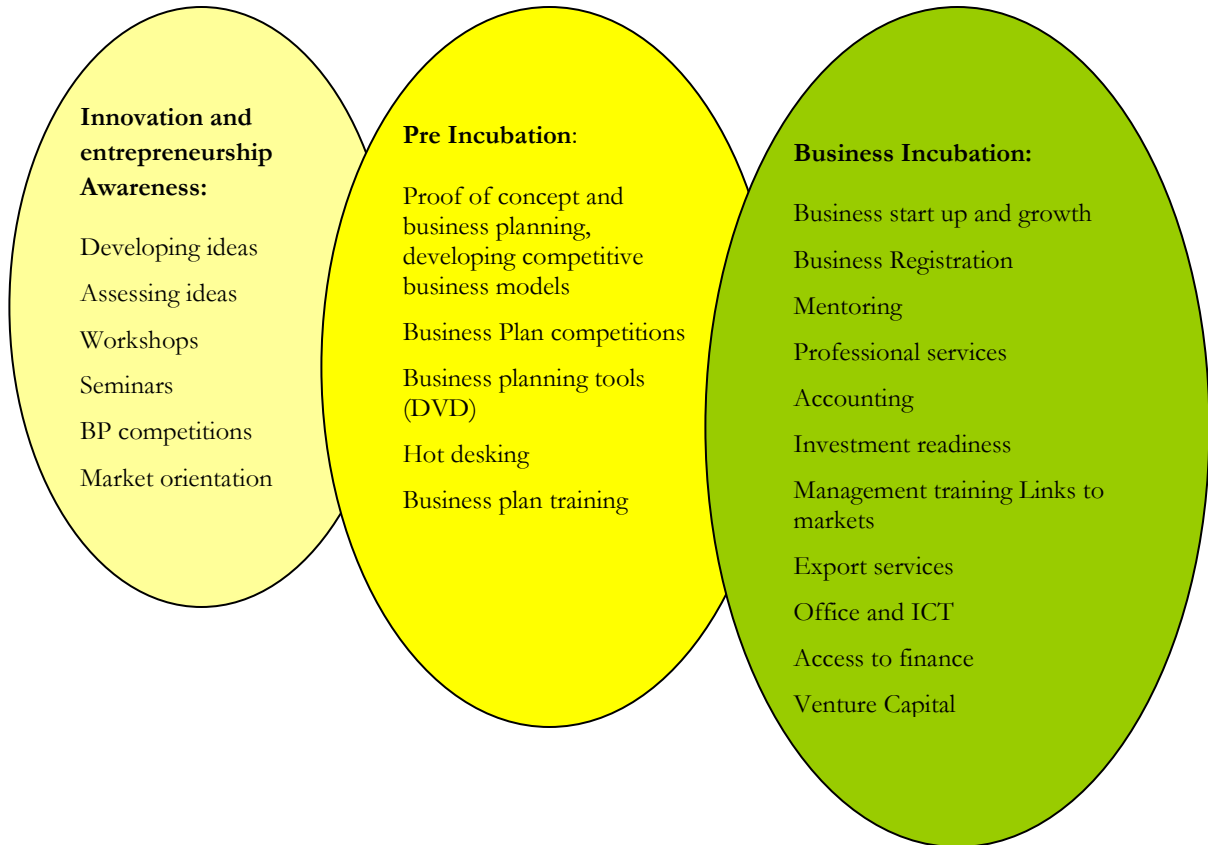 Innovation and
entrepreneurship
Awareness:
Developing ideas
Assessing ideas
Workshops
Seminars
BP competitions
Market orientation
Pre Incubation:
Proof of concept and
business planning,
developing competitive
business models
Business Plan competitions
Business planning tools
(DVD)
Hot desking
Business plan training
Business Incubation:
Business start up and growth
Business Registration
Mentoring
Professional services
Accounting
Investment readiness
Management training Links to
markets
Export services
Office and ICT
Access to finance
Venture Capital